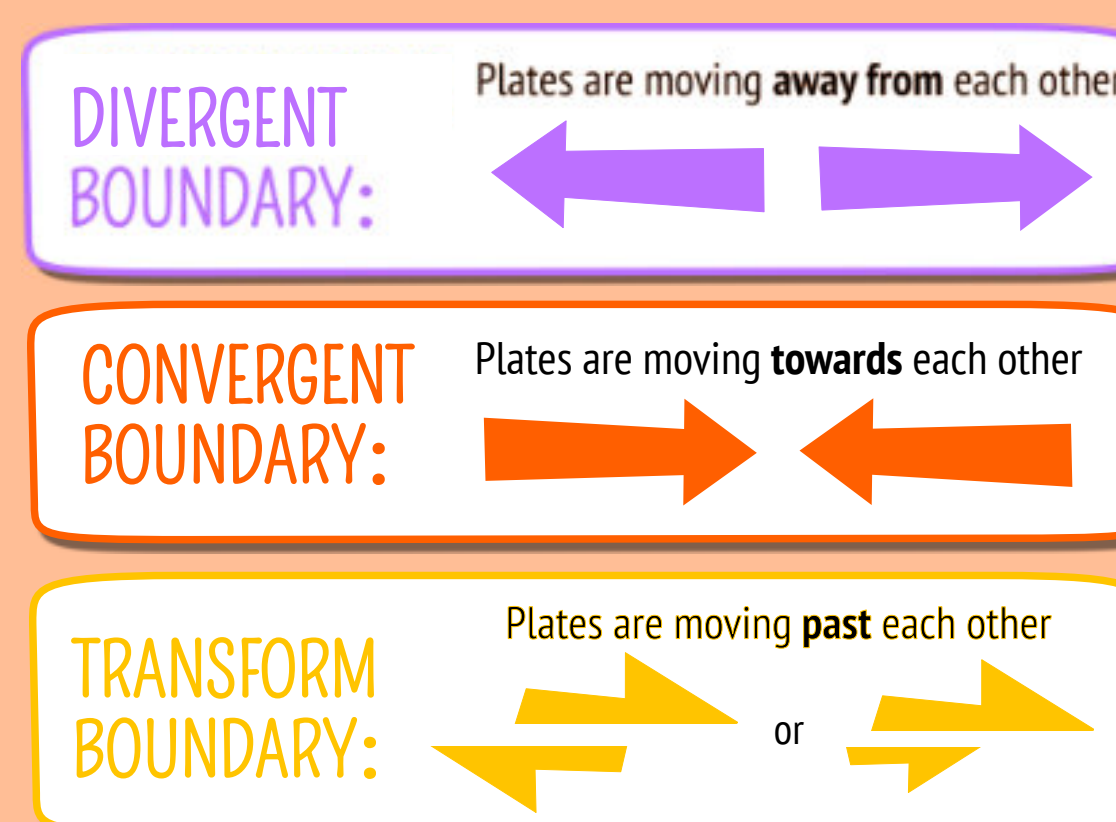 DIVERGENT
BOUNDARY:
Plates are moving away from each other
CONVERGENT
BOUNDARY:
Plates are moving towards each other
TRANSFORM
BOUNDARY:
Plates are moving past each other
or